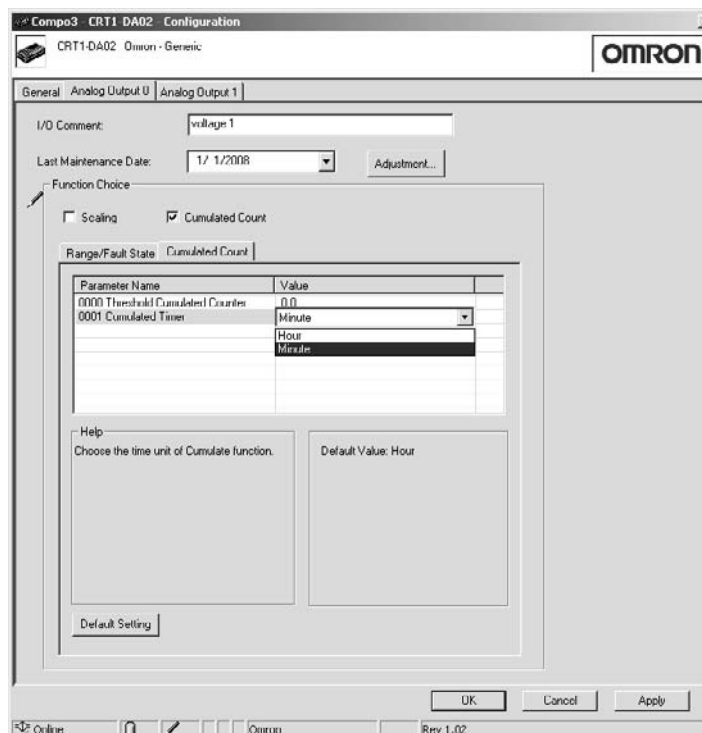 Compo3 - CRT1-DA02 - Configuration
CRT1-DA02 Omron - Generic
OMRON
General Analog Output 0 Analog Output 1
I/O Comment: voltage 1
Last Maintenance Date: 1/ 1/2008 Adjustment...
Function Choice
Scaling Cumulated Count
Range/Fault State Cumulated Count
Parameter Name Value
0000 Threshold Cumulated Counter 0.0
0001 Cumulated Timer Minute
Hour
Minute
Help
Choose the time unit of Cumulate function. Default Value: Hour
Default Setting
OK Cancel Apply
Online Omron Rev 1.02